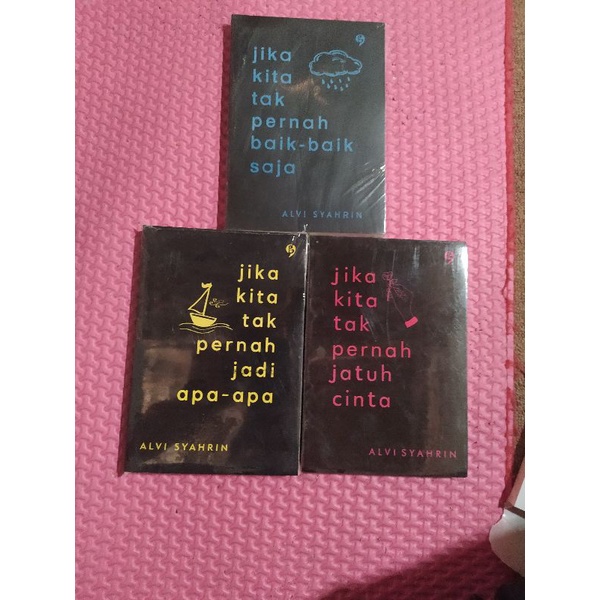 jika
kita
tak
pernah
baik-baik
saja
ALVI SYAHRIN
jika
kita
tak
pernah
jadi
apa-apa
ALVI SYAHRIN
jika
kita
tak
pernah
jatuh
cinta
ALVI SYAHRIN